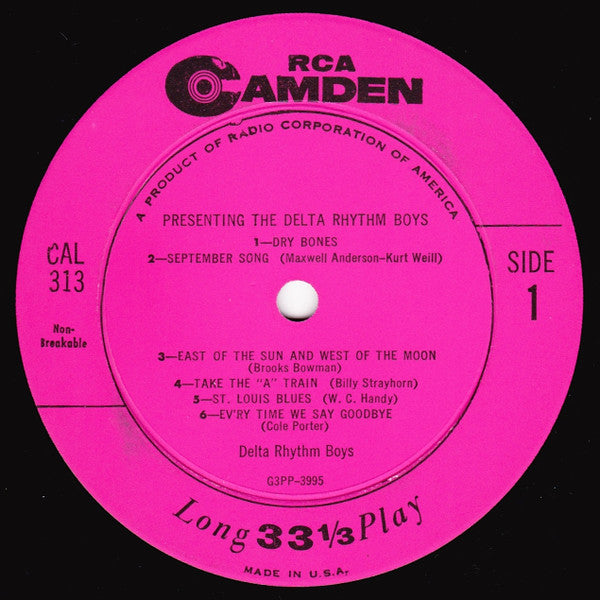 RCA
CAMDEN
A PRODUCT OF RADIO CORPORATION OF AMERICA
PRESENTING THE DELTA RHYTHM BOYS
1—DRY BONES
2—SEPTEMBER SONG (Maxwell Anderson–Kurt Weill)
CAL
313
Non-
Breakable
SIDE
1
3—EAST OF THE SUN AND WEST OF THE MOON
(Brooks Bowman)
4—TAKE THE "A" TRAIN (Billy Strayhorn)
5—ST. LOUIS BLUES (W. C. Handy)
6—EV'RY TIME WE SAY GOODBYE
(Cole Porter)
Delta Rhythm Boys
G3PP–3995
Long 33 1/3 Play
MADE IN U.S.A.